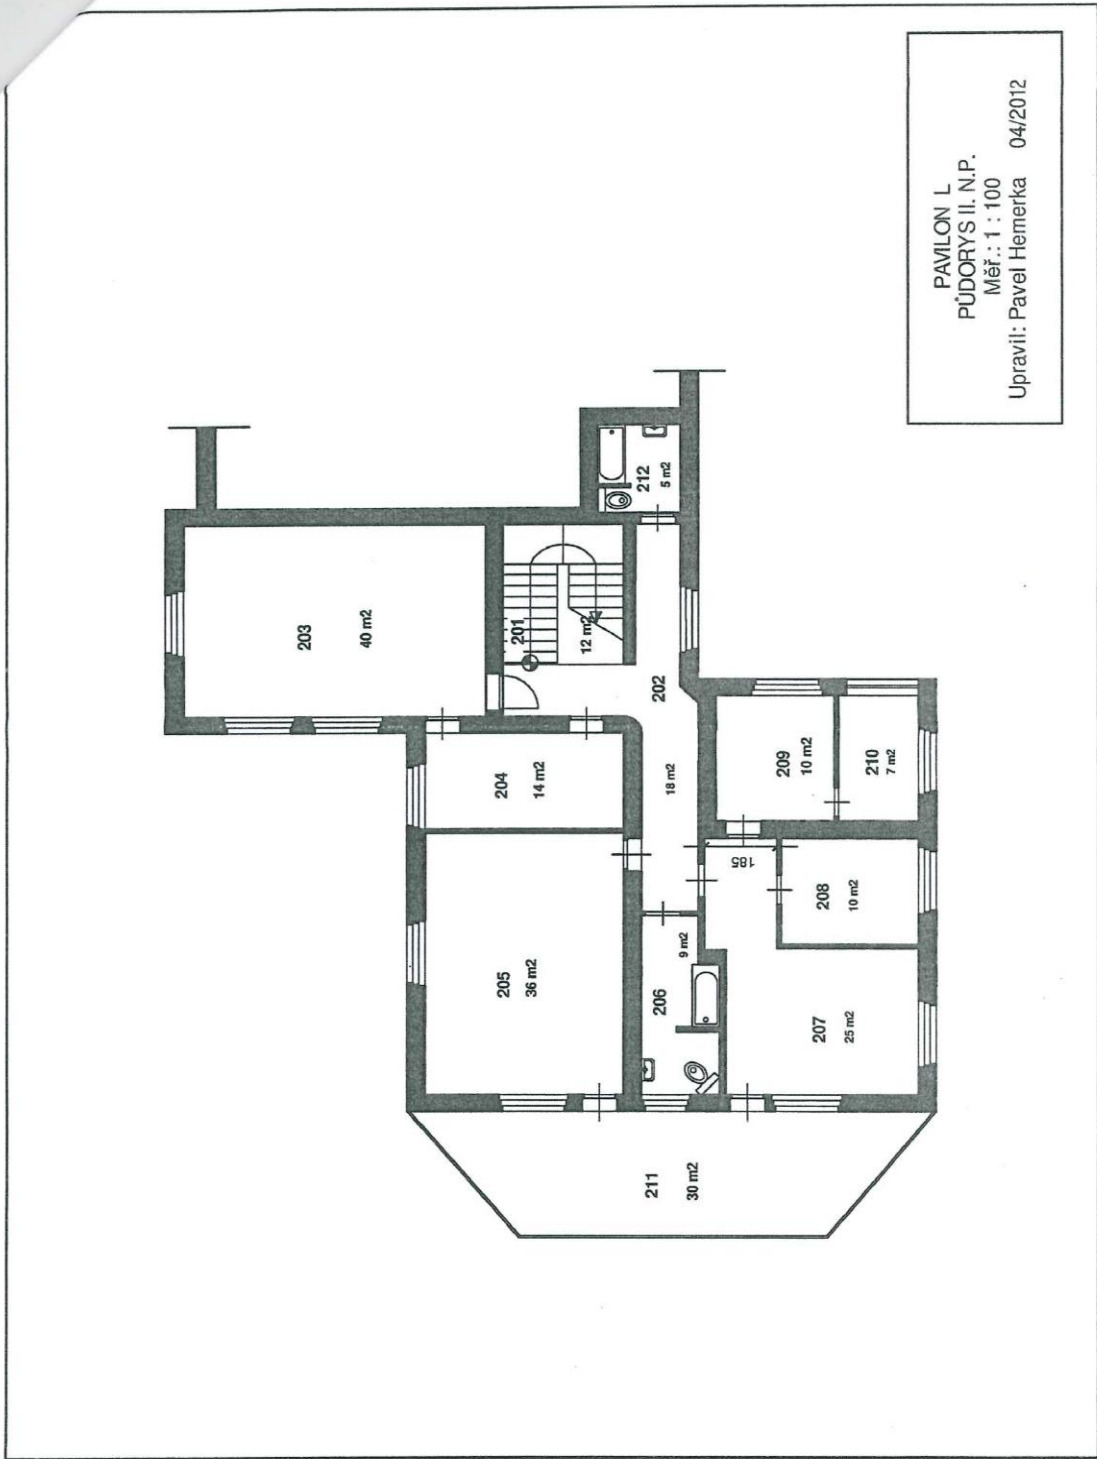 PAVILON L
PŮDORYS II. N.P.
Měř.: 1 : 100
Upravil: Pavel Hemerka 04/2012
203
40 m2
201
12 m2
212
5 m2
202
18 m2
204
14 m2
205
36 m2
206
9 m2
209
10 m2
210
7 m2
185
208
10 m2
207
25 m2
211
30 m2